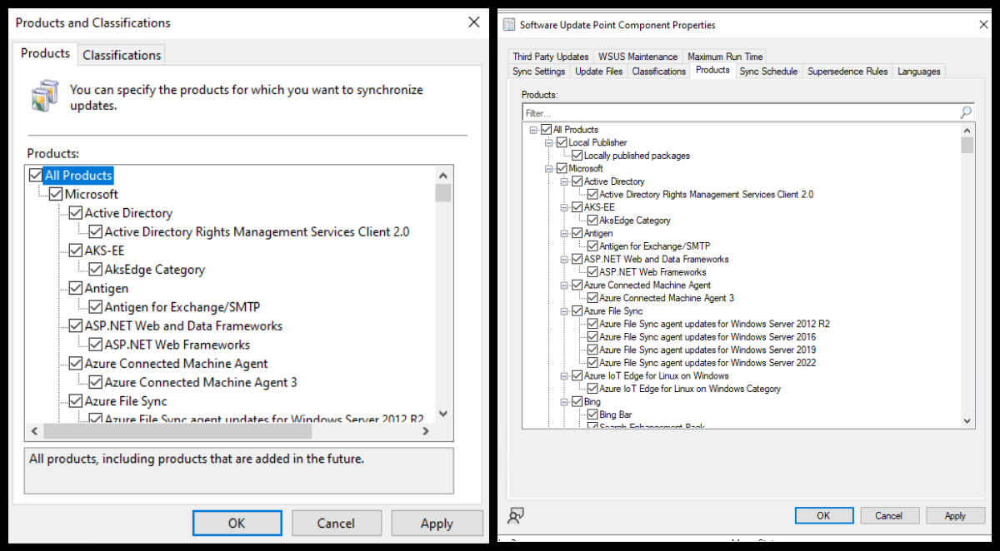 Products and Classifications
Products Classifications
You can specify the products for which you want to synchronize
updates.
Products:
All Products
Microsoft
Active Directory
Active Directory Rights Management Services Client 2.0
AKS-EE
AksEdge Category
Antigen
Antigen for Exchange/SMTP
ASP.NET Web and Data Frameworks
ASP.NET Web Frameworks
Azure Connected Machine Agent
Azure Connected Machine Agent 3
Azure File Sync
Azure File Sync agent updates for Windows Server 2012 R2
All products, including products that are added in the future.
OK Cancel Apply
Software Update Point Component Properties
Third Party Updates WSUS Maintenance Maximum Run Time
Sync Settings Update Files Classifications Products Sync Schedule Supersedence Rules Languages
Products:
Filter...
All Products
Local Publisher
Locally published packages
Microsoft
Active Directory
Active Directory Rights Management Services Client 2.0
AKS-EE
AksEdge Category
Antigen
Antigen for Exchange/SMTP
ASP.NET Web and Data Frameworks
ASP.NET Web Frameworks
Azure Connected Machine Agent
Azure Connected Machine Agent 3
Azure File Sync
Azure File Sync agent updates for Windows Server 2012 R2
Azure File Sync agent updates for Windows Server 2016
Azure File Sync agent updates for Windows Server 2019
Azure File Sync agent updates for Windows Server 2022
Azure IoT Edge for Linux on Windows
Azure IoT Edge for Linux on Windows Category
Bing
Bing Bar
Search Enhancement Pack
OK Cancel Apply